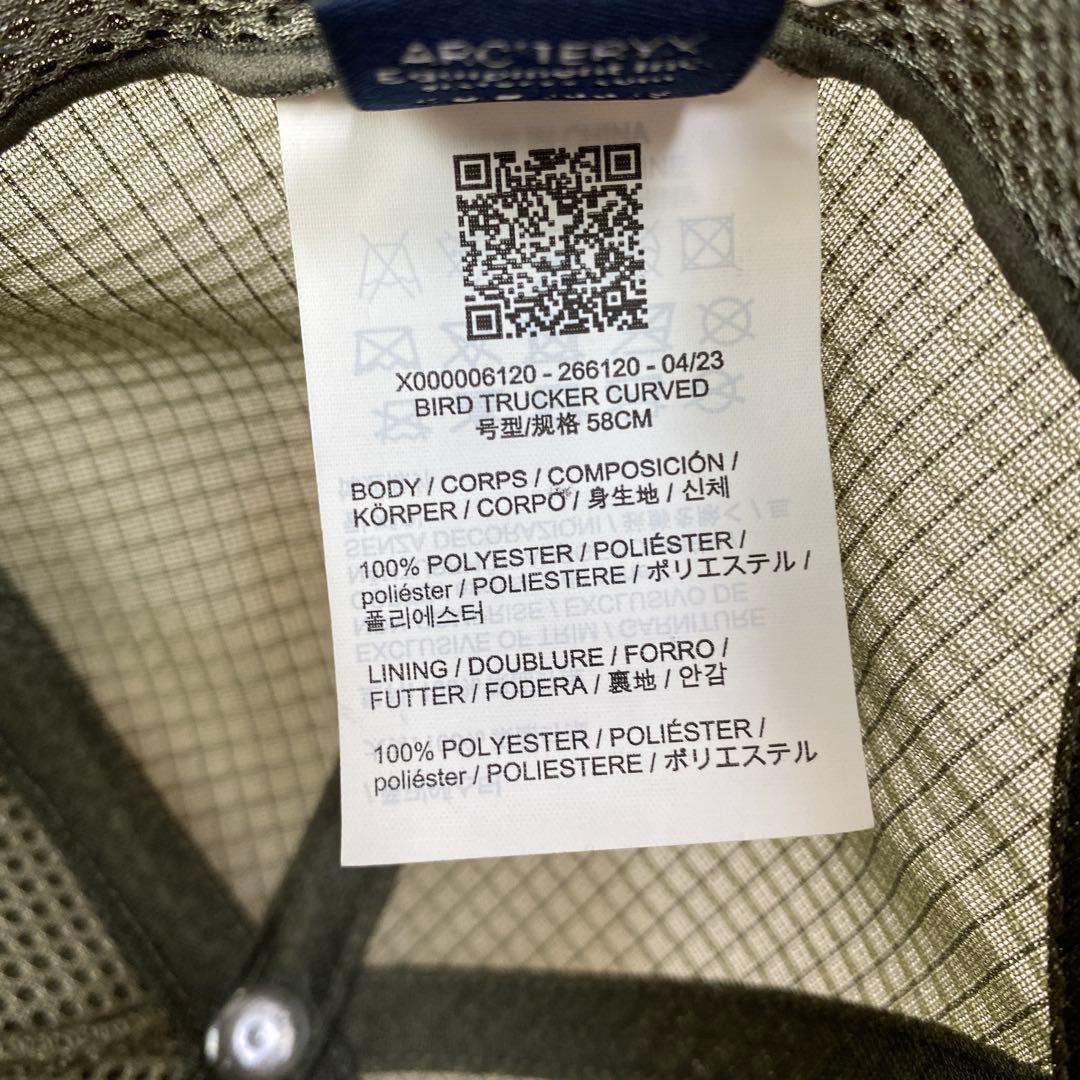 ARC'TERYX
Equipment Inc.
X000006120 - 266120 - 04/23
BIRD TRUCKER CURVED
号型/规格 58CM
BODY / CORPS / COMPOSICIÓN /
KÖRPER / CORPO / 身生地 / 신체
100% POLYESTER / POLIÉSTER /
poliéster / POLIESTERE / ポリエステル /
폴리에스터
LINING / DOUBLURE / FORRO /
FUTTER / FODERA / 裏地 / 안감
100% POLYESTER / POLIÉSTER /
poliéster / POLIESTERE / ポリエステル